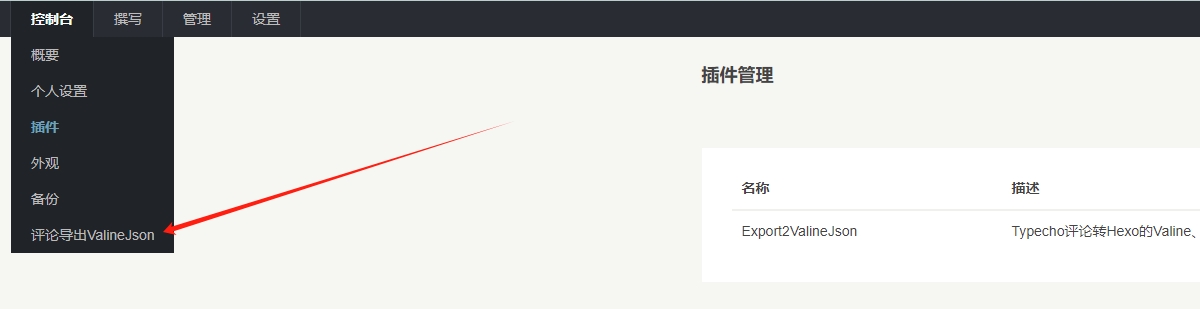 控制台 撰写 管理 设置
概要
个人设置
插件
外观
备份
评论导出ValineJson
插件管理
名称 描述
Export2ValineJson Typecho评论转Hexo的Valine、